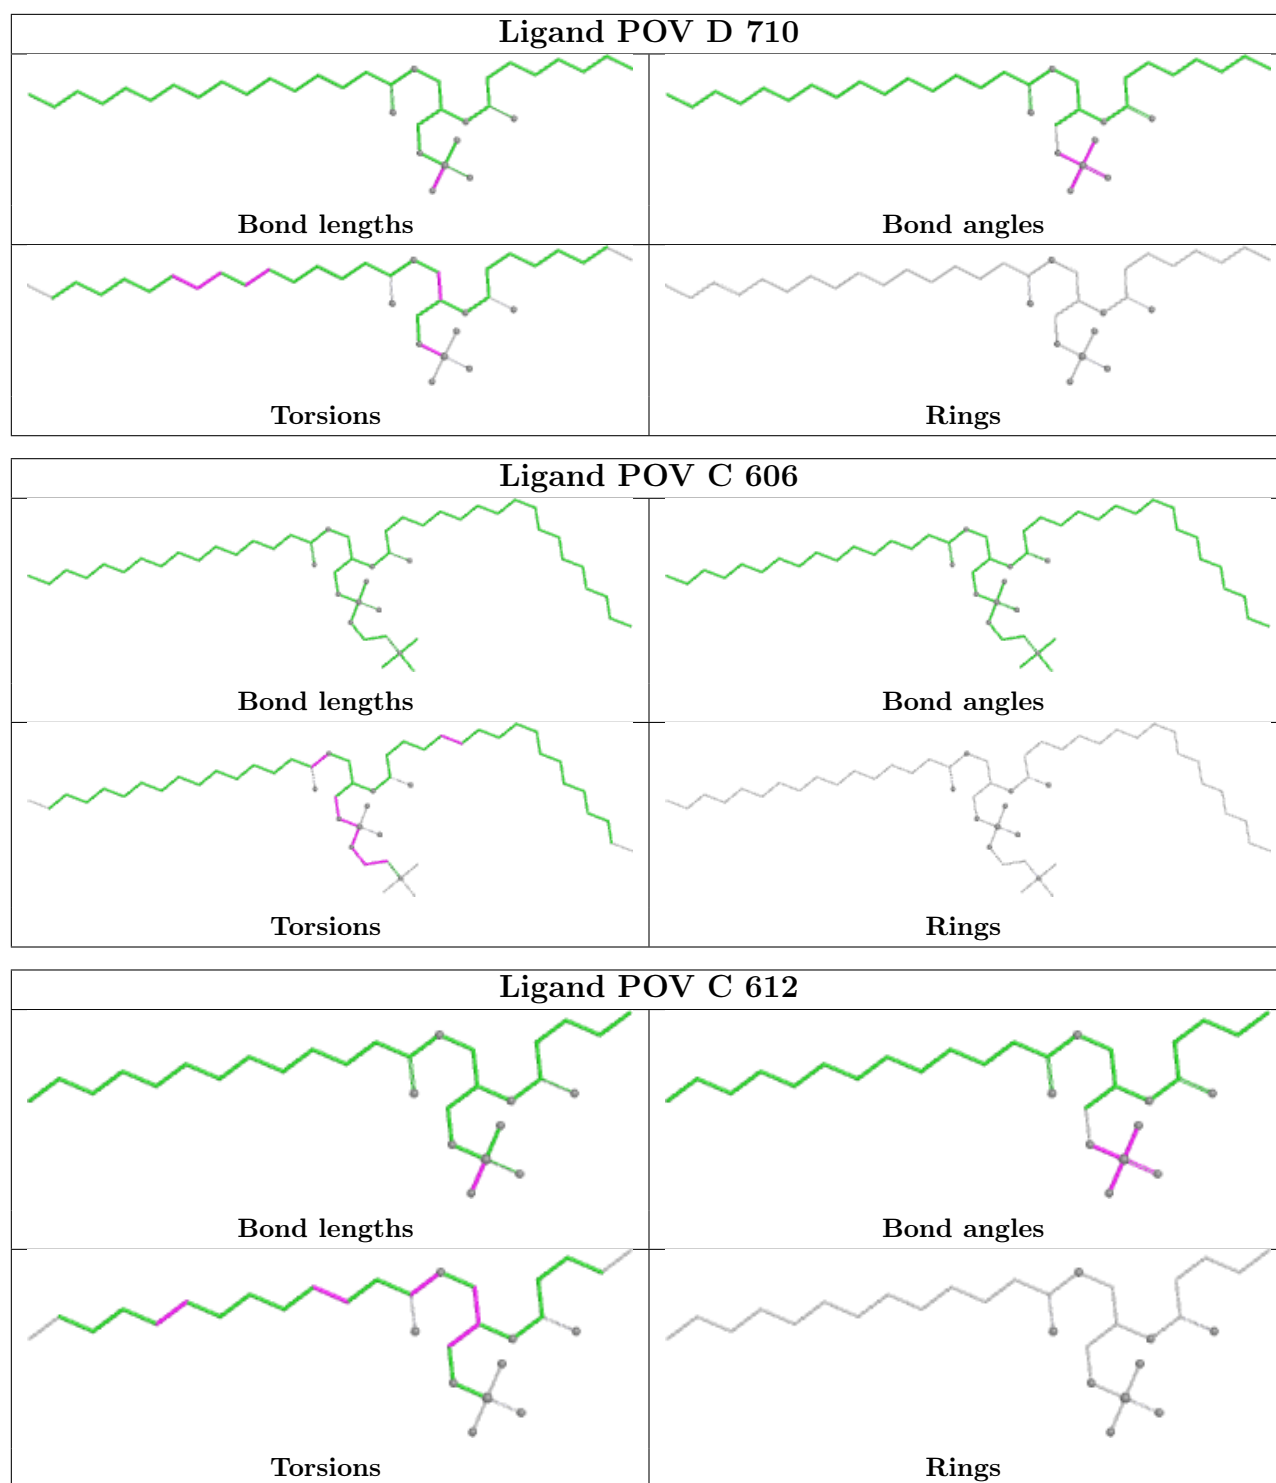 Ligand POV D 710
Bond lengths
Bond angles
Torsions
Rings
Ligand POV C 606
Bond lengths
Bond angles
Torsions
Rings
Ligand POV C 612
Bond lengths
Bond angles
Torsions
Rings